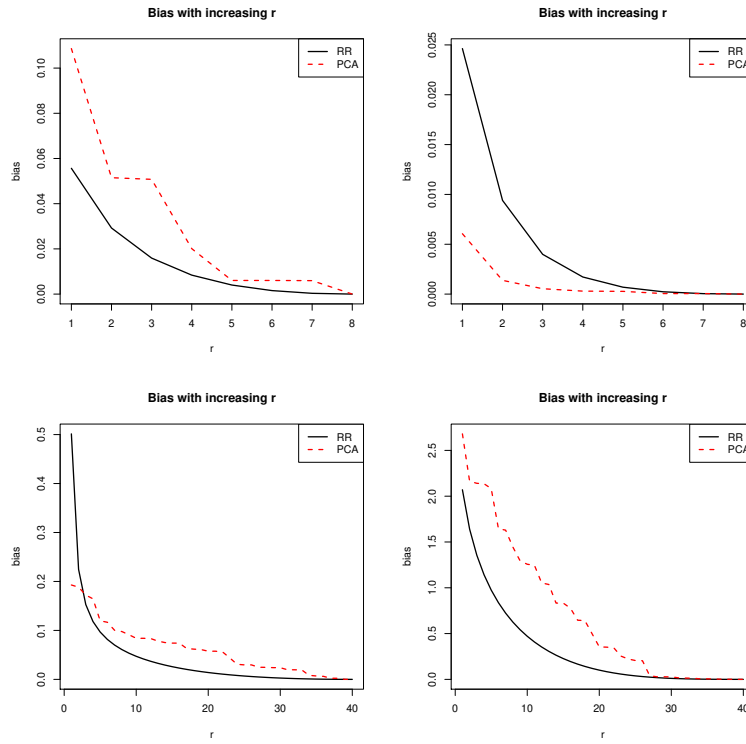 Bias with increasing r
RR
PCA
bias
0.00 0.02 0.04 0.06 0.08 0.10
1 2 3 4 5 6 7 8
r
Bias with increasing r
RR
PCA
bias
0.000 0.005 0.010 0.015 0.020 0.025
1 2 3 4 5 6 7 8
r
Bias with increasing r
RR
PCA
bias
0.0 0.1 0.2 0.3 0.4 0.5
0 10 20 30 40
r
Bias with increasing r
RR
PCA
bias
0.0 0.5 1.0 1.5 2.0 2.5
0 10 20 30 40
r